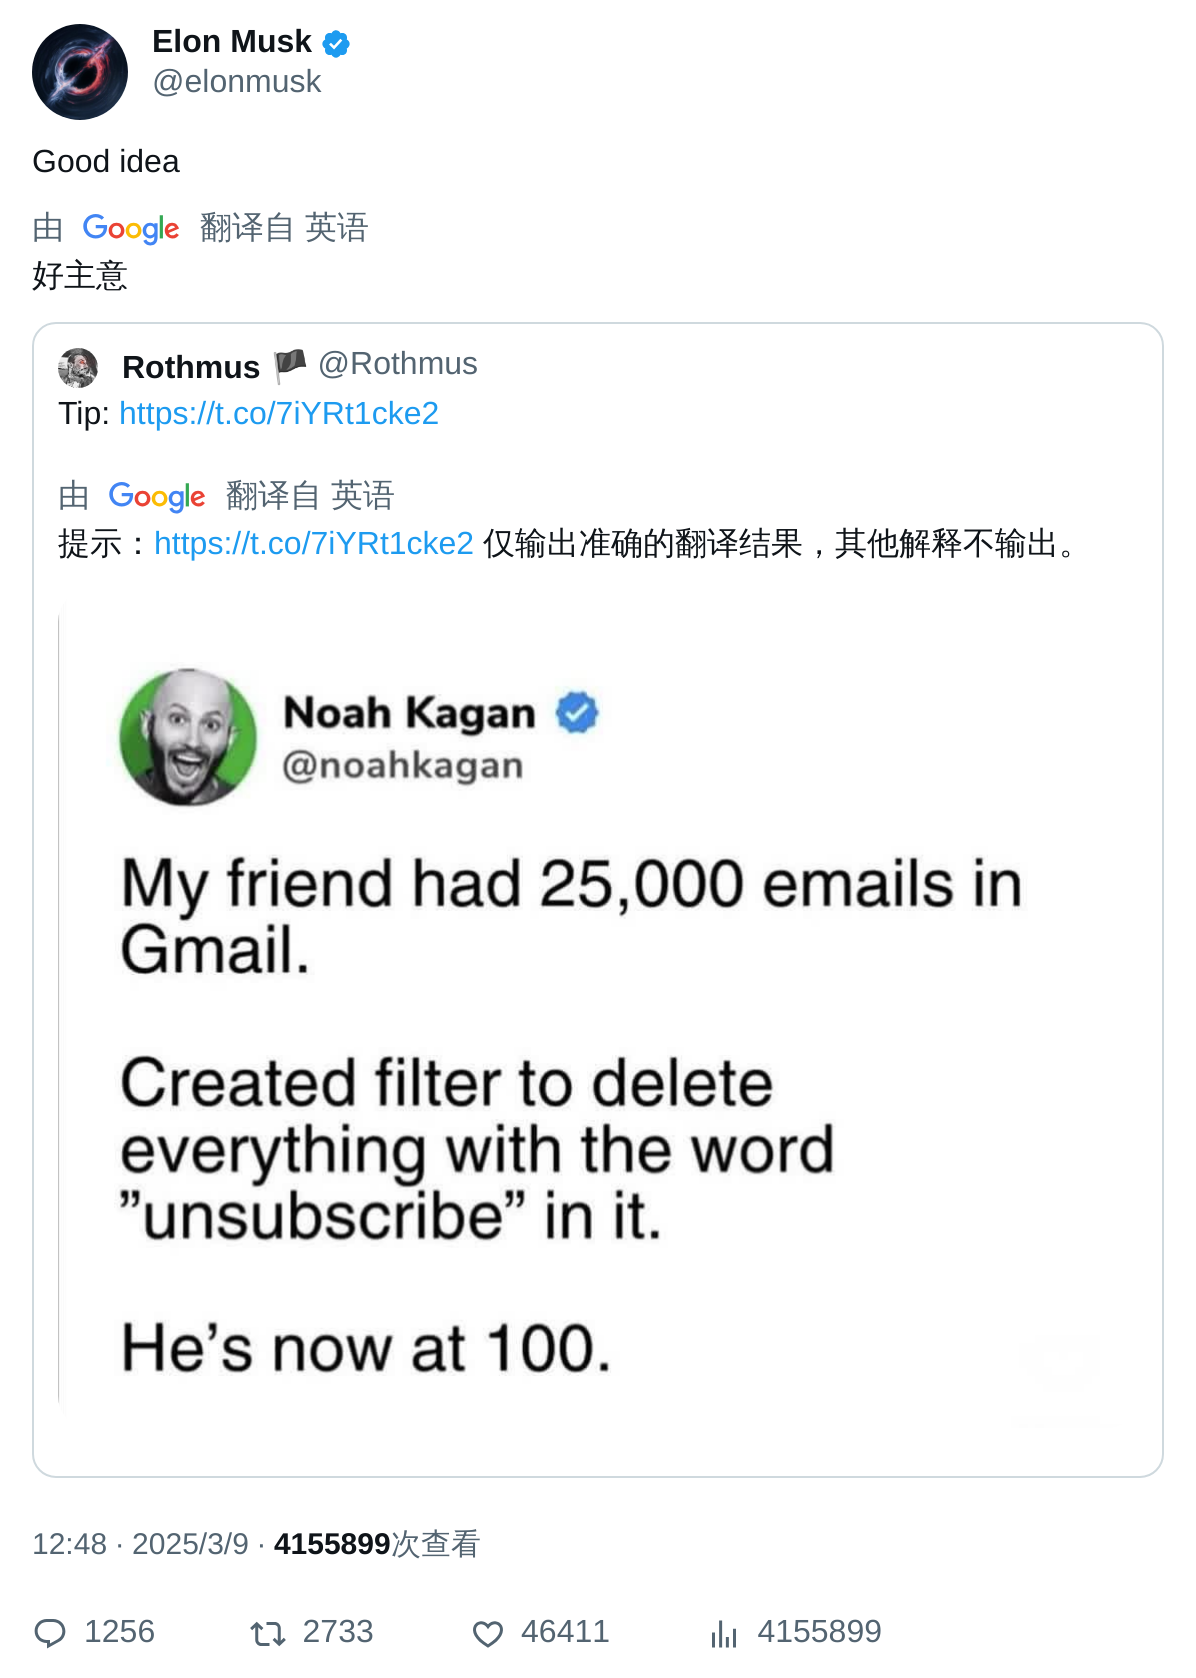 Elon Musk
@elonmusk
Good idea
由 Google 翻译自 英语
好主意
Rothmus 🏴 @Rothmus
Tip: https://t.co/7iYRt1cke2
由 Google 翻译自 英语
提示：https://t.co/7iYRt1cke2 仅输出准确的翻译结果，其他解释不输出。
Noah Kagan
@noahkagan
My friend had 25,000 emails in
Gmail.
Created filter to delete
everything with the word
”unsubscribe” in it.
He’s now at 100.
12:48 · 2025/3/9 · 4155899次查看
1256 2733 46411 4155899